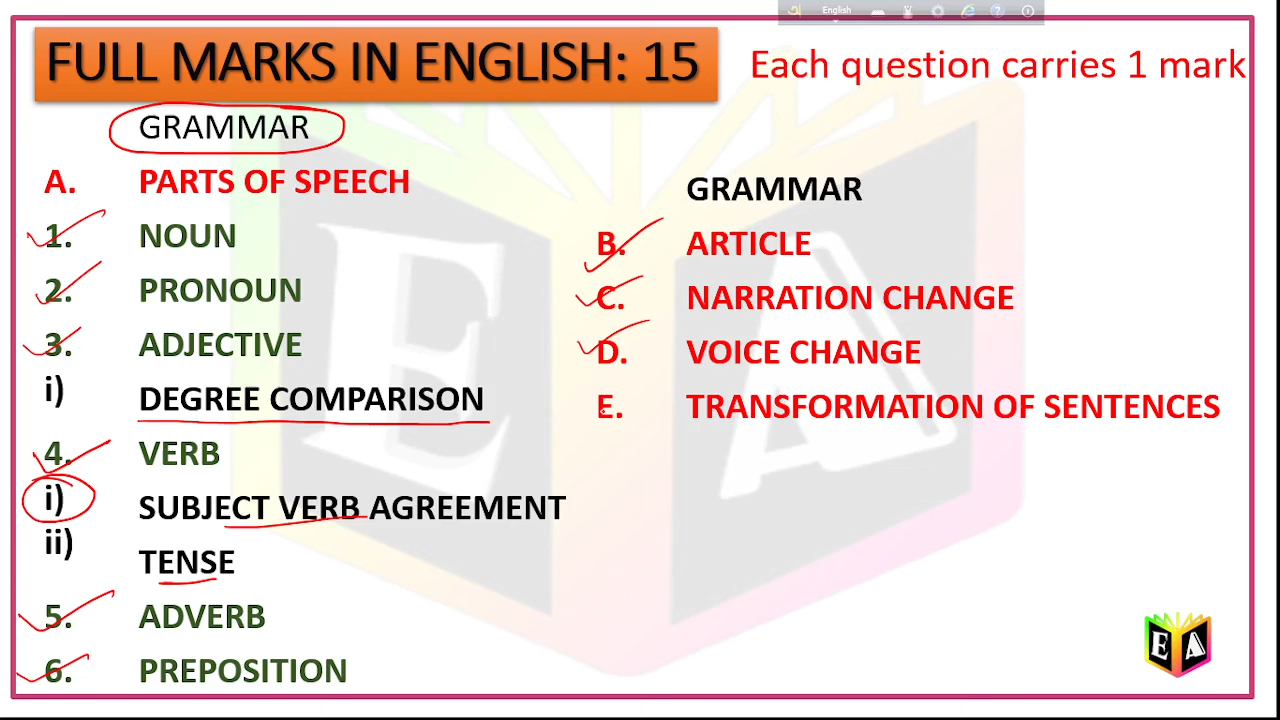 English
FULL MARKS IN ENGLISH: 15
Each question carries 1 mark
GRAMMAR
A. PARTS OF SPEECH
1. NOUN
2. PRONOUN
3. ADJECTIVE
i) DEGREE COMPARISON
4. VERB
i) SUBJECT VERB AGREEMENT
ii) TENSE
5. ADVERB
6. PREPOSITION
GRAMMAR
B. ARTICLE
C. NARRATION CHANGE
D. VOICE CHANGE
E. TRANSFORMATION OF SENTENCES
E A
E A